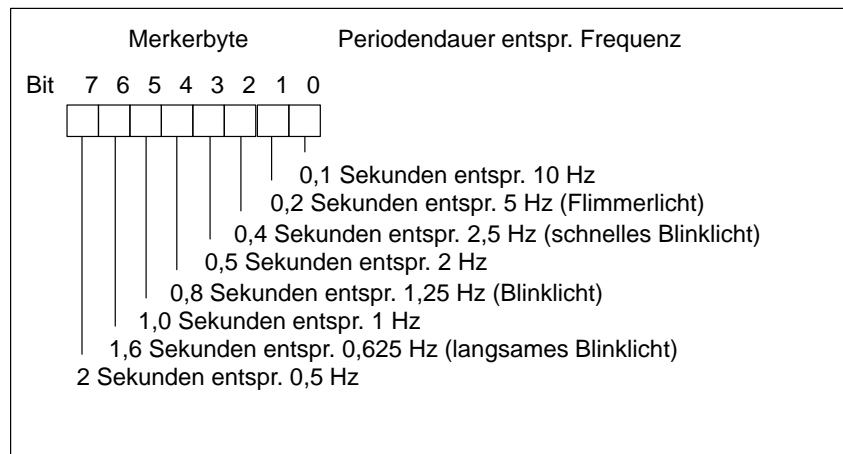 Merkerbyte Periodendauer entspr. Frequenz
Bit 7 6 5 4 3 2 1 0
0,1 Sekunden entspr. 10 Hz
0,2 Sekunden entspr. 5 Hz (Flimmerlicht)
0,4 Sekunden entspr. 2,5 Hz (schnelles Blinklicht)
0,5 Sekunden entspr. 2 Hz
0,8 Sekunden entspr. 1,25 Hz (Blinklicht)
1,0 Sekunden entspr. 1 Hz
1,6 Sekunden entspr. 0,625 Hz (langsames Blinklicht)
2 Sekunden entspr. 0,5 Hz